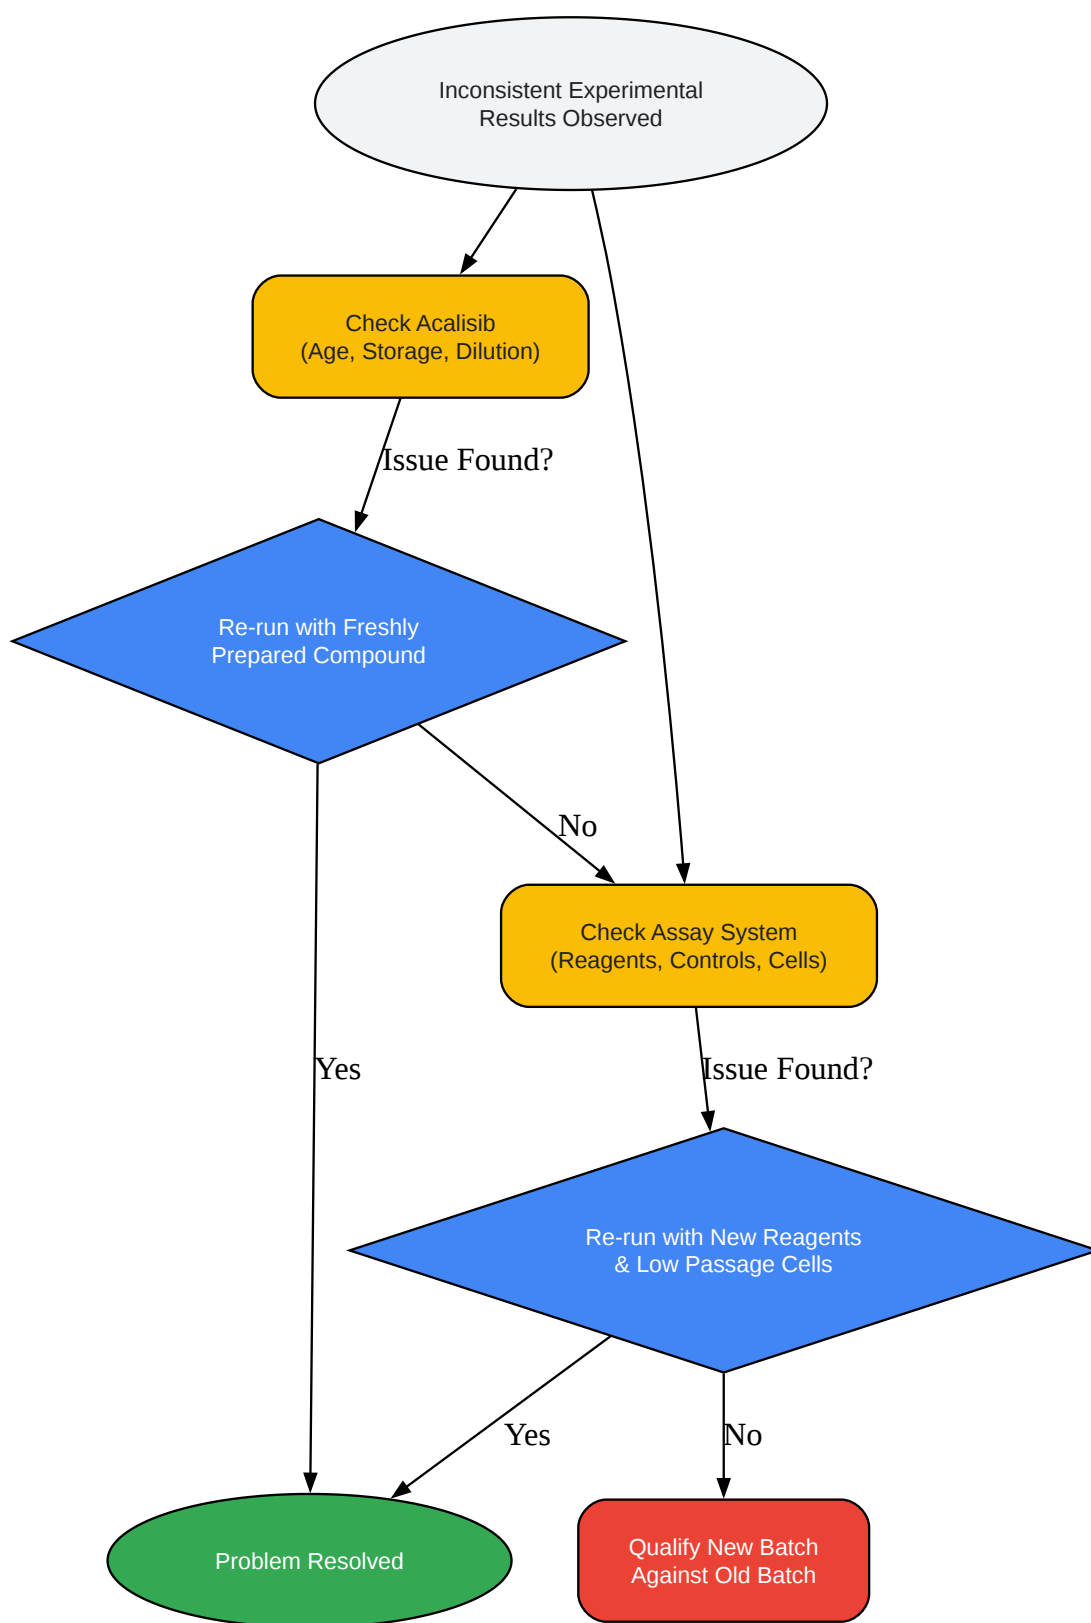 Inconsistent Experimental
Results Observed
Check Acalisib
(Age, Storage, Dilution)
Issue Found?
Re-run with Freshly
Prepared Compound
No
Check Assay System
(Reagents, Controls, Cells)
Yes
Issue Found?
Re-run with New Reagents
& Low Passage Cells
Yes
No
Problem Resolved
Qualify New Batch
Against Old Batch